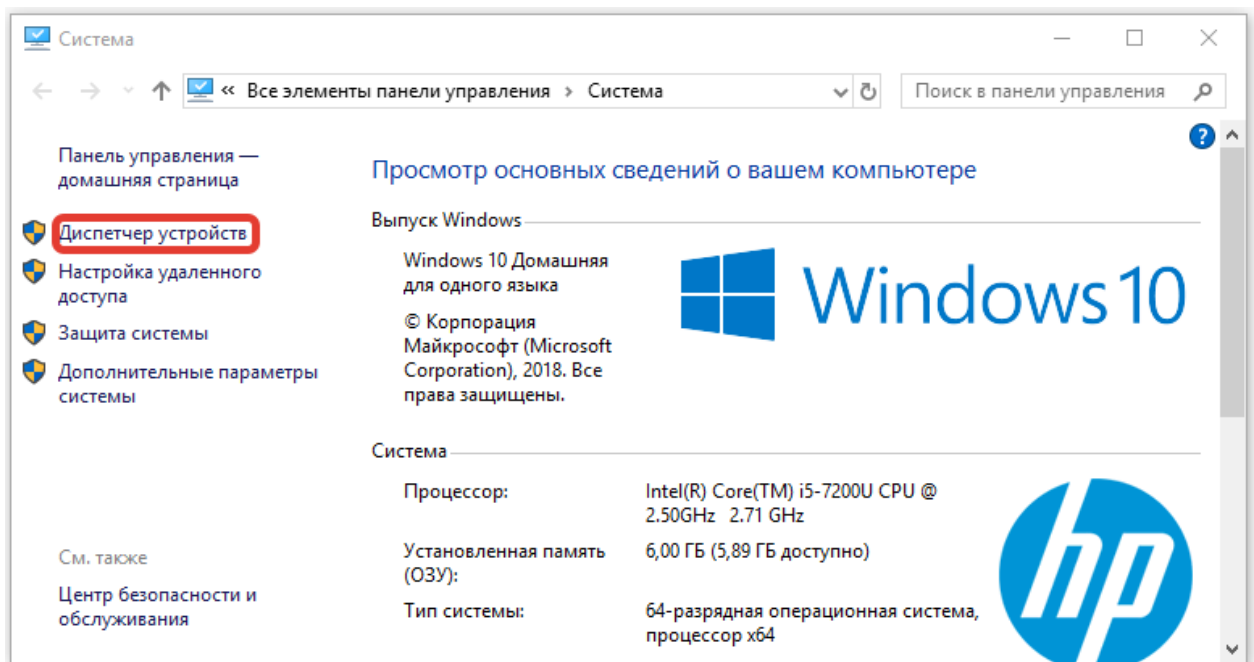 Система
« Все элементы панели управления › Система
Поиск в панели управления
?
Панель управления —
домашняя страница
Диспетчер устройств
Настройка удаленного
доступа
Защита системы
Дополнительные параметры
системы
См. также
Центр безопасности и
обслуживания
Просмотр основных сведений о вашем компьютере
Выпуск Windows
Windows 10 Домашняя
для одного языка
© Корпорация
Майкрософт (Microsoft
Corporation), 2018. Все
права защищены.
Windows 10
Система
Процессор:
Intel(R) Core(TM) i5-7200U CPU @
2.50GHz 2.71 GHz
Установленная память
(ОЗУ):
6,00 ГБ (5,89 ГБ доступно)
Тип системы:
64-разрядная операционная система,
процессор x64
hp